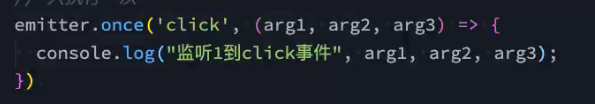 emitter.once('click', (arg1, arg2, arg3) => {
  console.log("监听1到click事件", arg1, arg2, arg3);
})